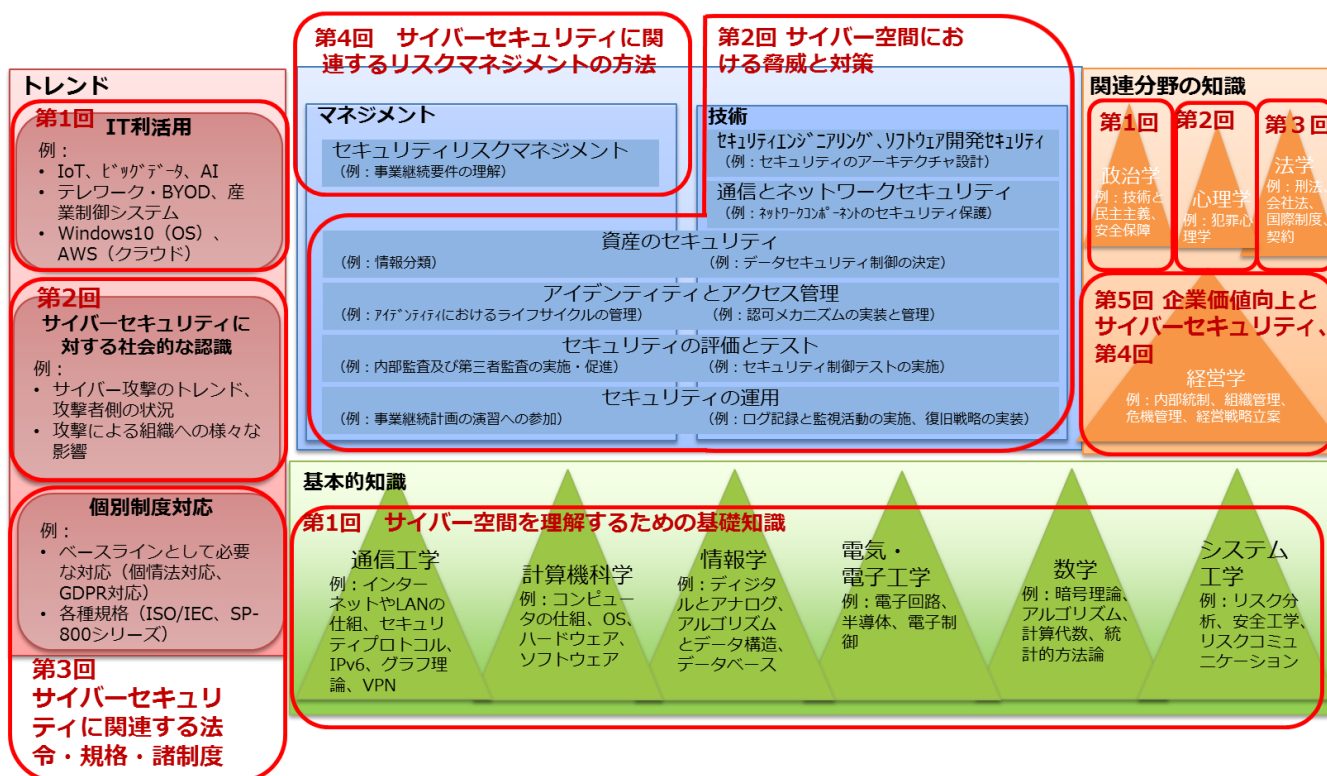 第4回 サイバーセキュリティに関
連するリスクマネジメントの方法
第2回 サイバー空間にお
ける脅威と対策
トレンド
第1回
IT利活用
例：
• IoT、ﾋﾞｯｸﾞﾃﾞｰﾀ、AI
• テレワーク・BYOD、産
業制御システム
• Windows10（OS）、
AWS（クラウド）
第2回
サイバーセキュリティに
対する社会的な認識
例：
• サイバー攻撃のトレンド、
攻撃者側の状況
• 攻撃による組織への様々な
影響
個別制度対応
例：
• ベースラインとして必要
な対応（個情法対応、
GDPR対応）
• 各種規格（ISO/IEC、SP-
800シリーズ）
第3回
サイバーセキュリ
ティに関連する法
令・規格・諸制度
マネジメント
セキュリティリスクマネジメント
（例：事業継続要件の理解）
技術
ｾｷｭﾘﾃｨｴﾝｼﾞﾆｱﾘﾝｸﾞ、ｿﾌﾄｳｪｱ開発ｾｷｭﾘﾃｨ
（例：セキュリティのアーキテクチャ設計）
通信とネットワークセキュリティ
（例：ﾈｯﾄﾜｰｸｺﾝﾎﾟｰﾈﾝﾄのセキュリティ保護）
資産のセキュリティ
（例：情報分類）
（例：データセキュリティ制御の決定）
アイデンティティとアクセス管理
（例：ｱｲﾃﾞﾝﾃｨﾃｨにおけるライフサイクルの管理）
（例：認可メカニズムの実装と管理）
セキュリティの評価とテスト
（例：内部監査及び第三者監査の実施・促進）
（例：セキュリティ制御テストの実施）
セキュリティの運用
（例：事業継続計画の演習への参加）
（例：ログ記録と監視活動の実施、復旧戦略の実装）
関連分野の知識
第1回
政治学
例：技術と
民主主義、
安全保障
第2回
心理学
例：犯罪心
理学
第３回
法学
例：刑法、
会社法、
国際制度、
契約
第5回 企業価値向上と
サイバーセキュリティ、
第4回
経営学
例：内部統制、組織管理、
危機管理、経営戦略立案
基本的知識
第1回 サイバー空間を理解するための基礎知識
通信工学
例：インター
ネットやLANの
仕組、セキュリ
ティプロトコル、
IPv6、グラフ理
論、VPN
計算機科学
例：コンピュー
タの仕組、OS、
ハードウェア、
ソフトウェア
情報学
例：ディジタ
ルとアナログ、
アルゴリズム
とデータ構造、
データベース
電気・
電子工学
例：電子回路、
半導体、電子制
御
数学
例：暗号理論、
アルゴリズム、
計算代数、統
計的方法論
システム
工学
例：リスク分
析、安全工学、
リスクコミュ
ニケーション